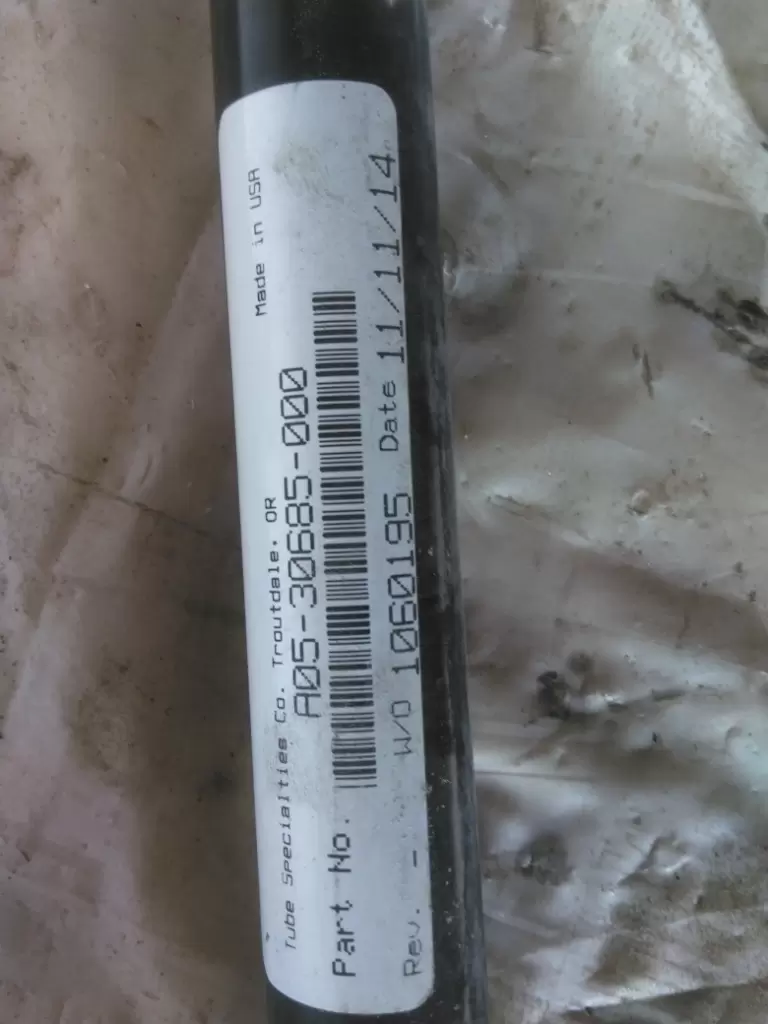 Tube Specialties Co. Troutdale. OR Made in USA
Part No. A05-30685-000
Rev. - W/O 1060195 Date 11/11/14